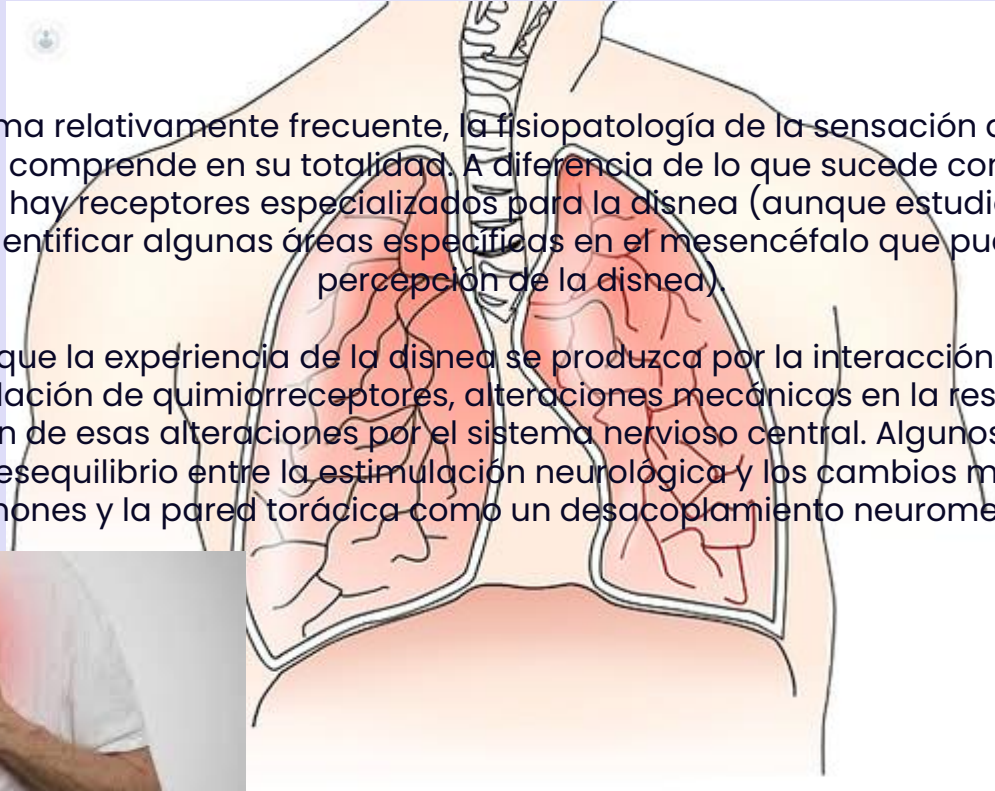 ma relativamente frecuente, la fisiopatología de la sensación
comprende en su totalidad. A diferencia de lo que sucede con
hay receptores especializados para la disnea (aunque estudi
entificar algunas áreas específicas en el mesencéfalo que pu
percepción de la disnea).
que la experiencia de la disnea se produzca por la interacción
lación de quimiorreceptores, alteraciones mecánicas en la res
n de esas alteraciones por el sistema nervioso central. Algunos
esequilibrio entre la estimulación neurológica y los cambios m
nones y la pared torácica como un desacoplamiento neurome